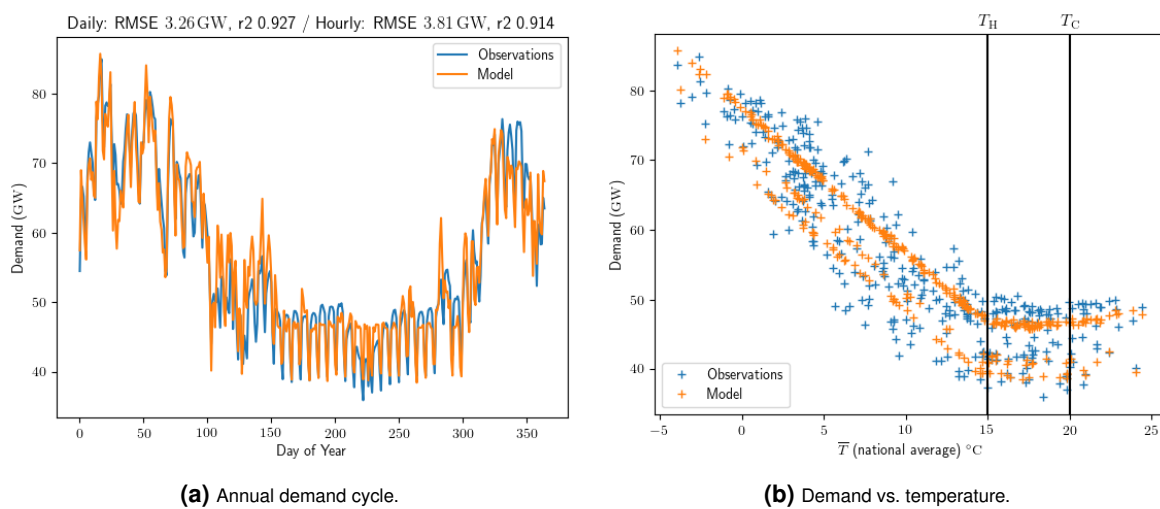 Daily: RMSE 3.26 GW, r2 0.927 / Hourly: RMSE 3.81 GW, r2 0.914
Observations
Model
80
70
60
50
40
Demand (GW)
0 50 100 150 200 250 300 350
Day of Year
(a) Annual demand cycle.
T_H T_C
80
70
60
50
40
Demand (GW)
Observations
Model
−5 0 5 10 15 20 25
T̅ (national average) °C
(b) Demand vs. temperature.